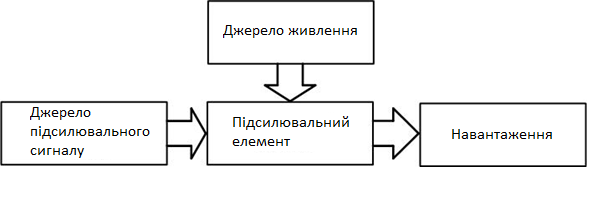 Джерело живлення
Джерело
підсилювального
сигналу
Підсилювальний
елемент
Навантаження